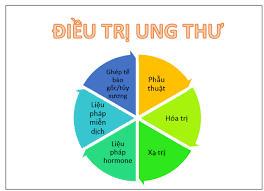 ĐIỀU TRỊ UNG THƯ
Ghép tế
bào
gốc/tủy
xương
Phẫu
thuật
Hóa trị
Xạ trị
Liệu
pháp
hormone
Liệu
pháp
miễn
dịch